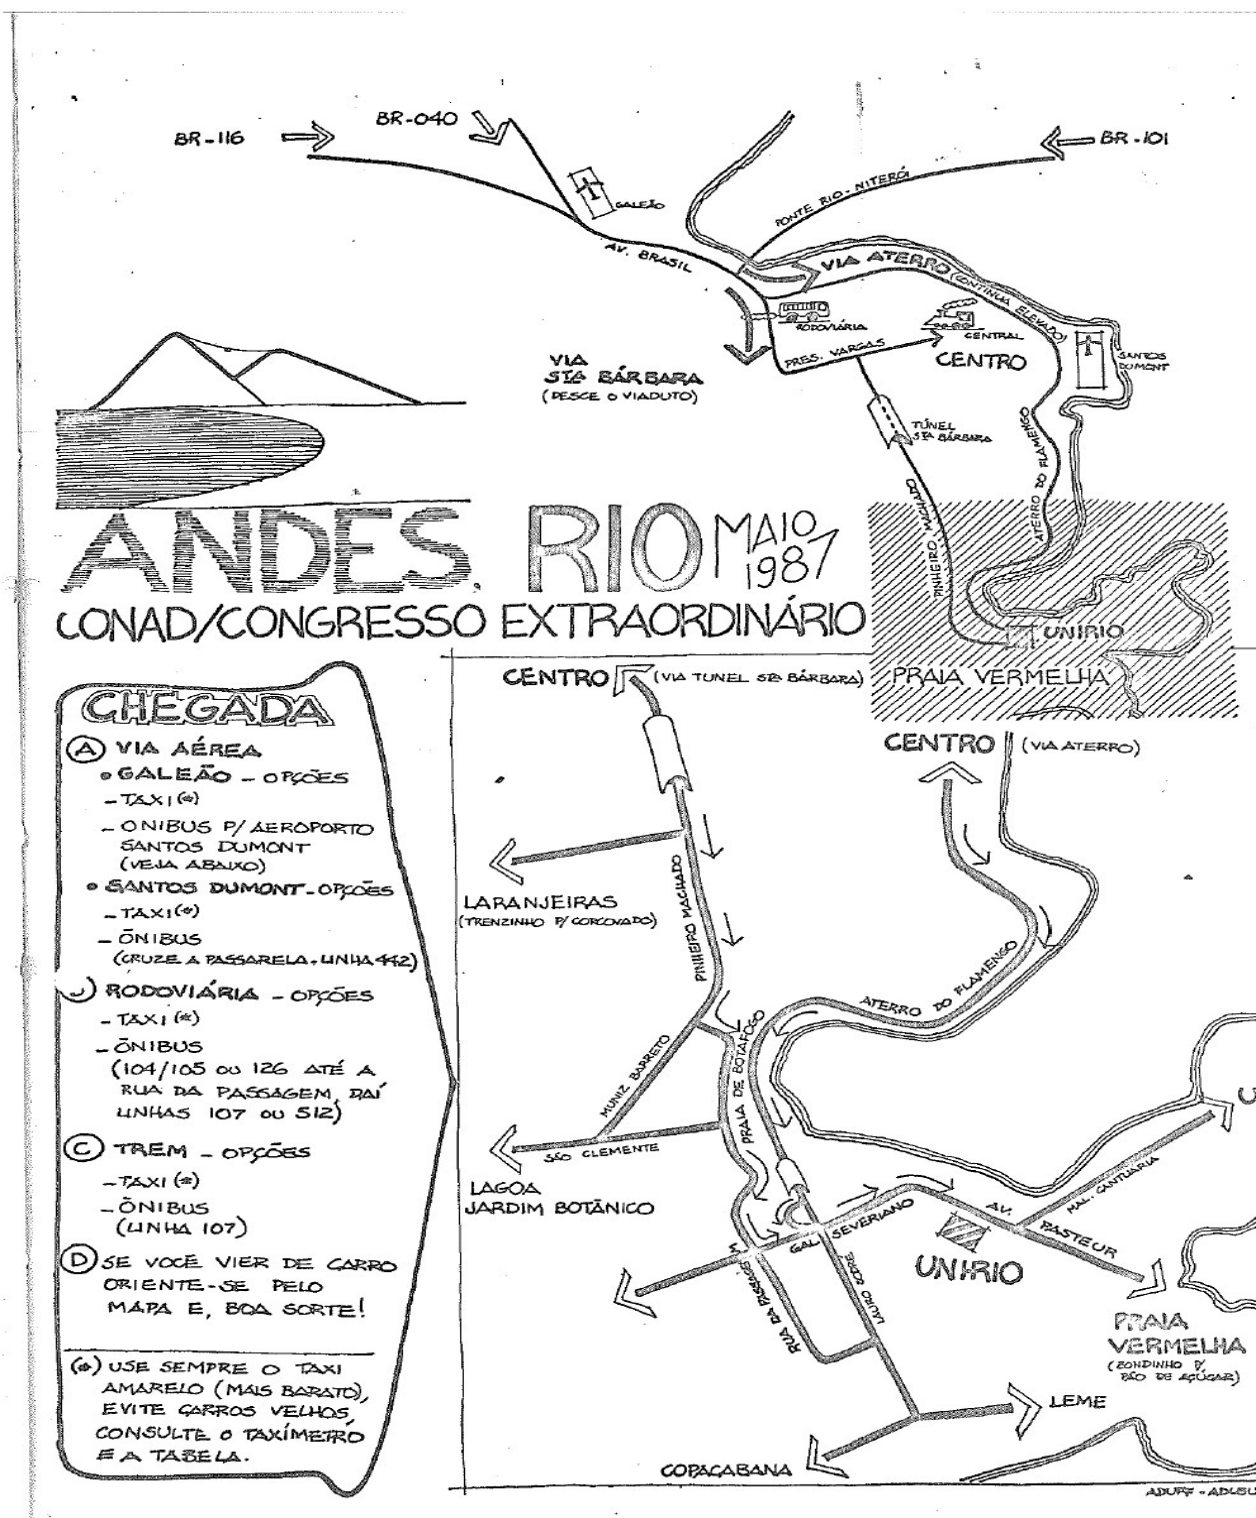 BR-116
BR-040
BR-101
GALEÃO
PONTE RIO-NITERÓI
AV. BRASIL
VIA ATERRO (CONTINUA ELEVADO)
RODOVIÁRIA
CENTRAL
PRES. VARGAS
CENTRO
SANTOS
DUMONT
VIA
STA BÁRBARA
(DESCE O VIADUTO)
TÚNEL
STA BÁRBARA
PINHEIRO MACHADO
ATERRO DO FLAMENGO
UNIRIO
PRAIA VERMELHA
ANDES. RIO MAIO
1987
CONAD/CONGRESSO EXTRAORDINÁRIO
CHEGADA
A VIA AÉREA
• GALEÃO - OPÇÕES
- TAXI (*)
- ONIBUS P/ AEROPORTO
SANTOS DUMONT
(VEJA ABAIXO)
• SANTOS DUMONT - OPÇÕES
- TAXI (*)
- ÔNIBUS
(CRUZE A PASSARELA - LINHA 442)
RODOVIÁRIA - OPÇÕES
- TAXI (*)
- ÔNIBUS
(104/105 OU 126 ATÉ A
RUA DA PASSAGEM, DAÍ
LINHAS 107 OU 512)
C TREM - OPÇÕES
- TAXI (*)
- ÔNIBUS
(LINHA 107)
D SE VOCÊ VIER DE CARRO
ORIENTE-SE PELO
MAPA E, BOA SORTE!
(*) USE SEMPRE O TAXI
AMARELO (MAIS BARATO),
EVITE CARROS VELHOS,
CONSULTE O TAXÍMETRO
E A TABELA.
CENTRO (VIA TUNEL STA BÁRBARA)
CENTRO (VIA ATERRO)
LARANJEIRAS
(TRENZINHO P/ CORCOVADO)
PINHEIRO MACHADO
ATERRO DO FLAMENGO
MUNIZ BARRETO
PRAIA DE BOTAFOGO
SÃO CLEMENTE
LAGOA
JARDIM BOTÂNICO
GAL. SEVERIANO
AV. PASTEUR
MAL. CANTUÁRIA
UNIRIO
RUA DA PASSAGEM
LAURO SODRÉ
PRAIA
VERMELHA
(BONDINHO P/
PÃO DE AÇÚCAR)
LEME
COPACABANA